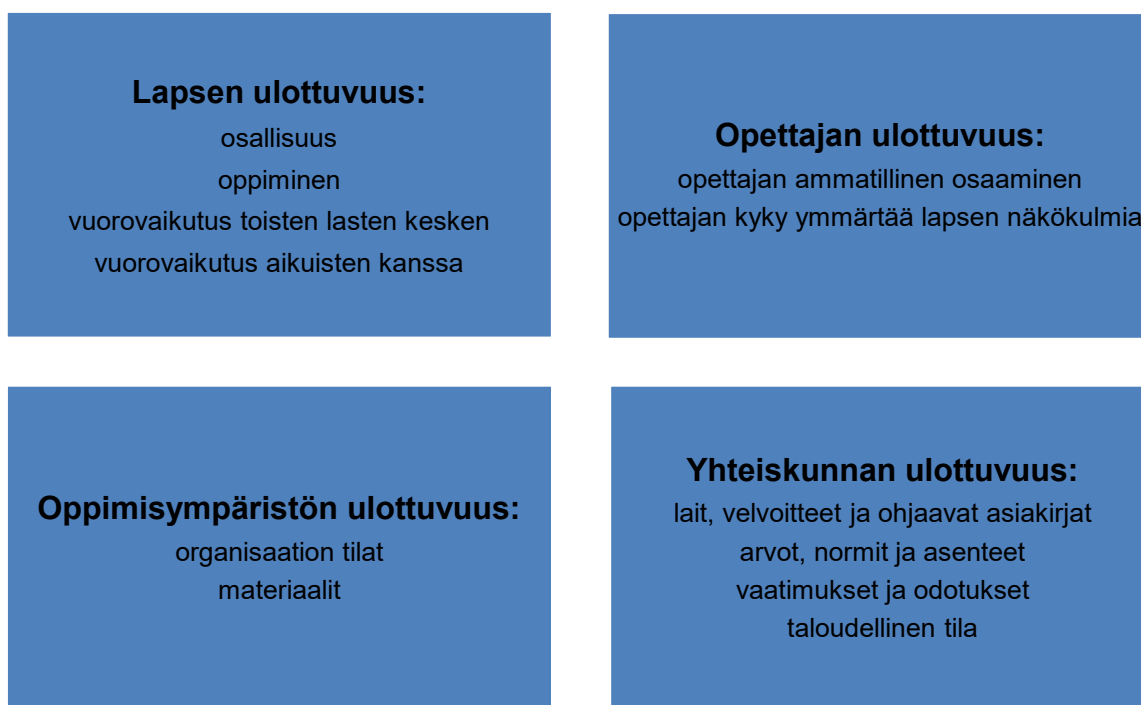 Lapsen ulottuvuus:
osallisuus
oppiminen
vuorovaikutus toisten lasten kesken
vuorovaikutus aikuisten kanssa
Opettajan ulottuvuus:
opettajan ammatillinen osaaminen
opettajan kyky ymmärtää lapsen näkökulmia
Oppimisympäristön ulottuvuus:
organisaation tilat
materiaalit
Yhteiskunnan ulottuvuus:
lait, velvoitteet ja ohjaavat asiakirjat
arvot, normit ja asenteet
vaatimukset ja odotukset
taloudellinen tila